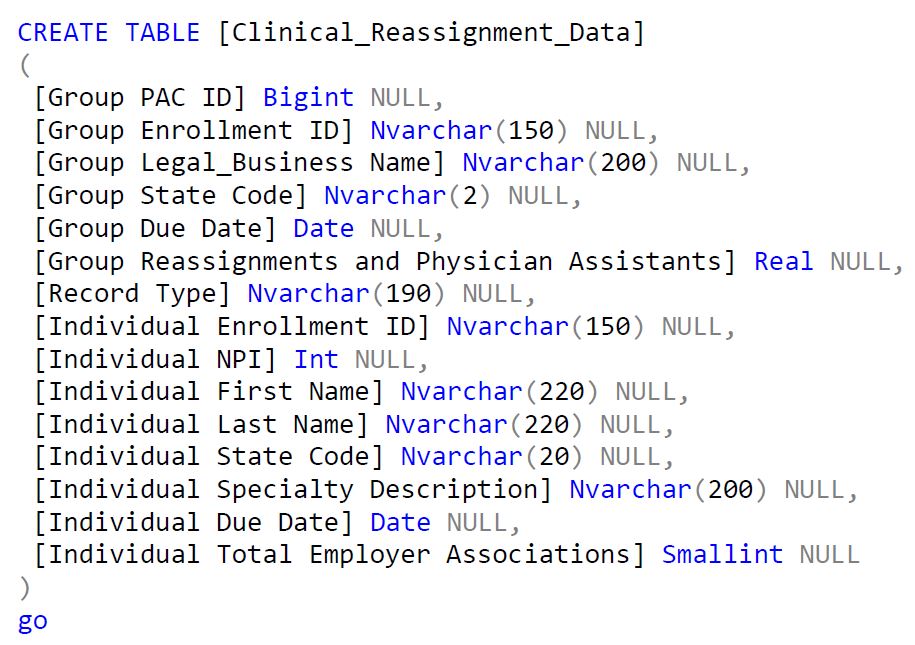 CREATE TABLE [Clinical_Reassignment_Data]
(
[Group PAC ID] Bigint NULL,
[Group Enrollment ID] Nvarchar(150) NULL,
[Group Legal_Business Name] Nvarchar(200) NULL,
[Group State Code] Nvarchar(2) NULL,
[Group Due Date] Date NULL,
[Group Reassignments and Physician Assistants] Real NULL,
[Record Type] Nvarchar(190) NULL,
[Individual Enrollment ID] Nvarchar(150) NULL,
[Individual NPI] Int NULL,
[Individual First Name] Nvarchar(220) NULL,
[Individual Last Name] Nvarchar(220) NULL,
[Individual State Code] Nvarchar(20) NULL,
[Individual Specialty Description] Nvarchar(200) NULL,
[Individual Due Date] Date NULL,
[Individual Total Employer Associations] Smallint NULL
)
go